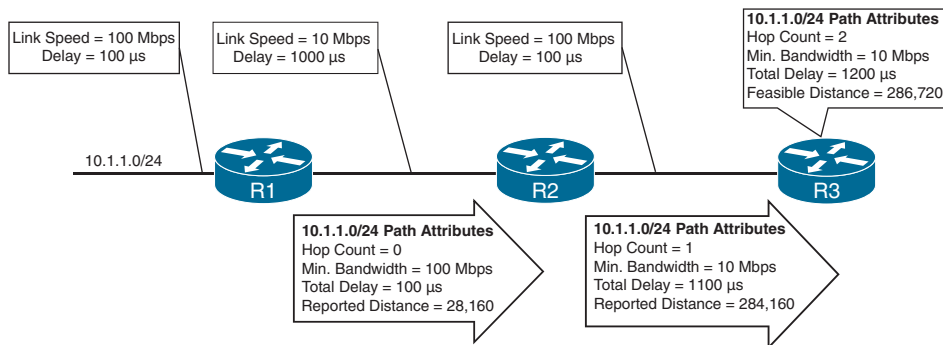 Link Speed = 100 Mbps
Delay = 100 µs
Link Speed = 10 Mbps
Delay = 1000 µs
Link Speed = 100 Mbps
Delay = 100 µs
10.1.1.0/24 Path Attributes
Hop Count = 2
Min. Bandwidth = 10 Mbps
Total Delay = 1200 µs
Feasible Distance = 286,720
10.1.1.0/24
R1
R2
R3
10.1.1.0/24 Path Attributes
Hop Count = 0
Min. Bandwidth = 100 Mbps
Total Delay = 100 µs
Reported Distance = 28,160
10.1.1.0/24 Path Attributes
Hop Count = 1
Min. Bandwidth = 10 Mbps
Total Delay = 1100 µs
Reported Distance = 284,160